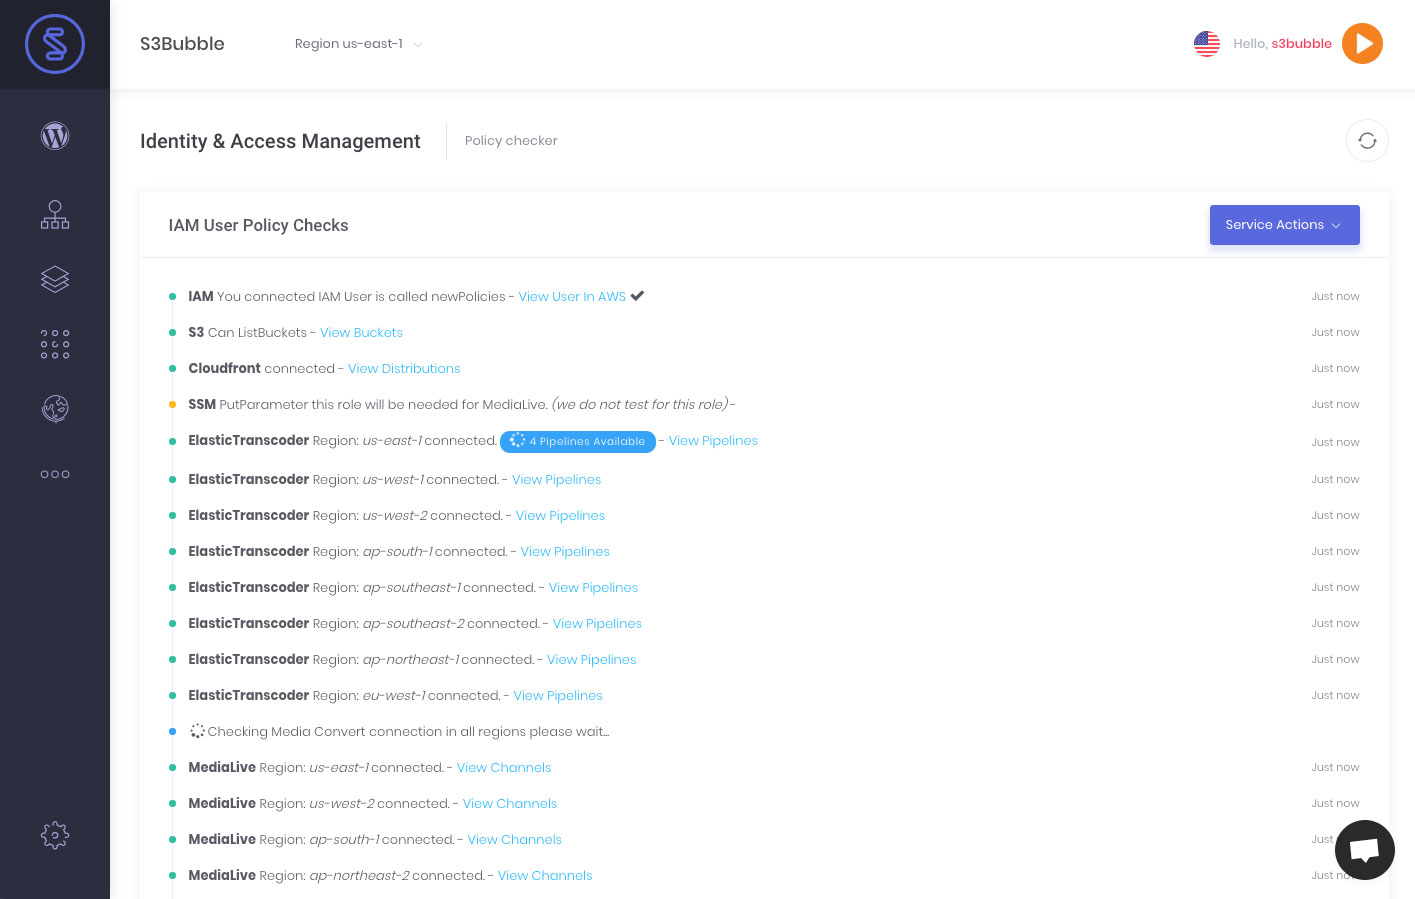 S3Bubble
Region us-east-1
Hello, s3bubble
Identity & Access Management
Policy checker
IAM User Policy Checks
Service Actions
IAM You connected IAM User is called newPolicies - View User In AWS
Just now
S3 Can ListBuckets - View Buckets
Just now
Cloudfront connected - View Distributions
Just now
SSM PutParameter this role will be needed for MediaLive. (we do not test for this role) -
Just now
ElasticTranscoder Region: us-east-1 connected. 4 Pipelines Available - View Pipelines
Just now
ElasticTranscoder Region: us-west-1 connected. - View Pipelines
Just now
ElasticTranscoder Region: us-west-2 connected. - View Pipelines
Just now
ElasticTranscoder Region: ap-south-1 connected. - View Pipelines
Just now
ElasticTranscoder Region: ap-southeast-1 connected. - View Pipelines
Just now
ElasticTranscoder Region: ap-southeast-2 connected. - View Pipelines
Just now
ElasticTranscoder Region: ap-northeast-1 connected. - View Pipelines
Just now
ElasticTranscoder Region: eu-west-1 connected. - View Pipelines
Just now
Checking Media Convert connection in all regions please wait...
MediaLive Region: us-east-1 connected. - View Channels
Just now
MediaLive Region: us-west-2 connected. - View Channels
Just now
MediaLive Region: ap-south-1 connected. - View Channels
Just
MediaLive Region: ap-northeast-2 connected. - View Channels
Just now